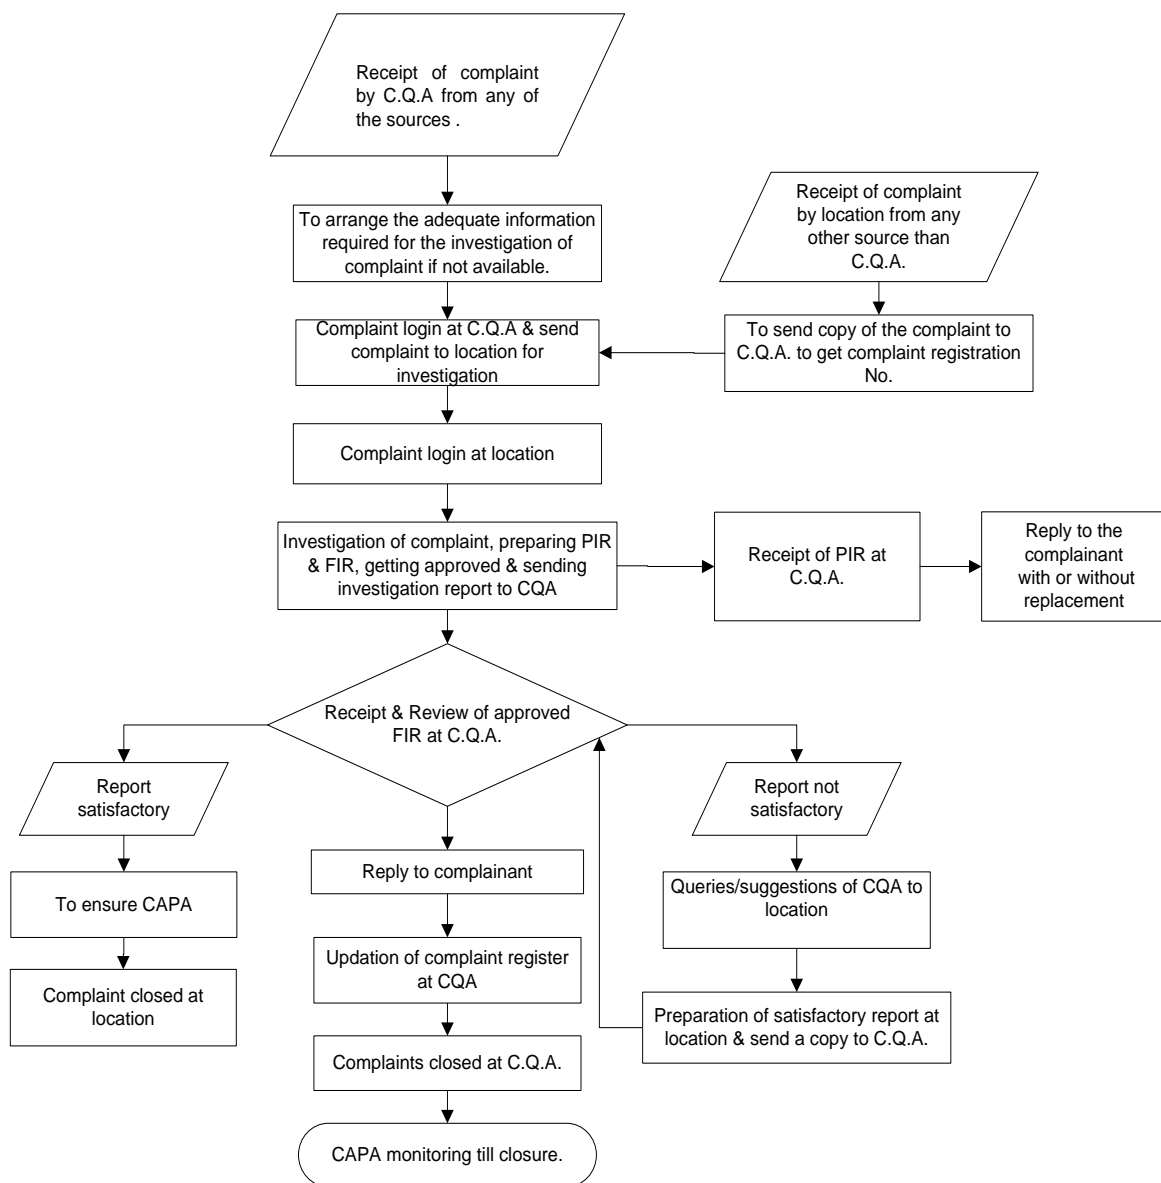 Receipt of complaint
by C.Q.A from any of
the sources .
To arrange the adequate information
required for the investigation of
complaint if not available.
Receipt of complaint
by location from any
other source than
C.Q.A.
Complaint login at C.Q.A & send
complaint to location for
investigation
To send copy of the complaint to
C.Q.A. to get complaint registration
No.
Complaint login at location
Investigation of complaint, preparing PIR
& FIR, getting approved & sending
investigation report to CQA
Receipt of PIR at
C.Q.A.
Reply to the
complainant
with or without
replacement
Receipt & Review of approved
FIR at C.Q.A.
Report
satisfactory
To ensure CAPA
Complaint closed at
location
Reply to complainant
Updation of complaint register
at CQA
Complaints closed at C.Q.A.
CAPA monitoring till closure.
Report not
satisfactory
Queries/suggestions of CQA to
location
Preparation of satisfactory report at
location & send a copy to C.Q.A.